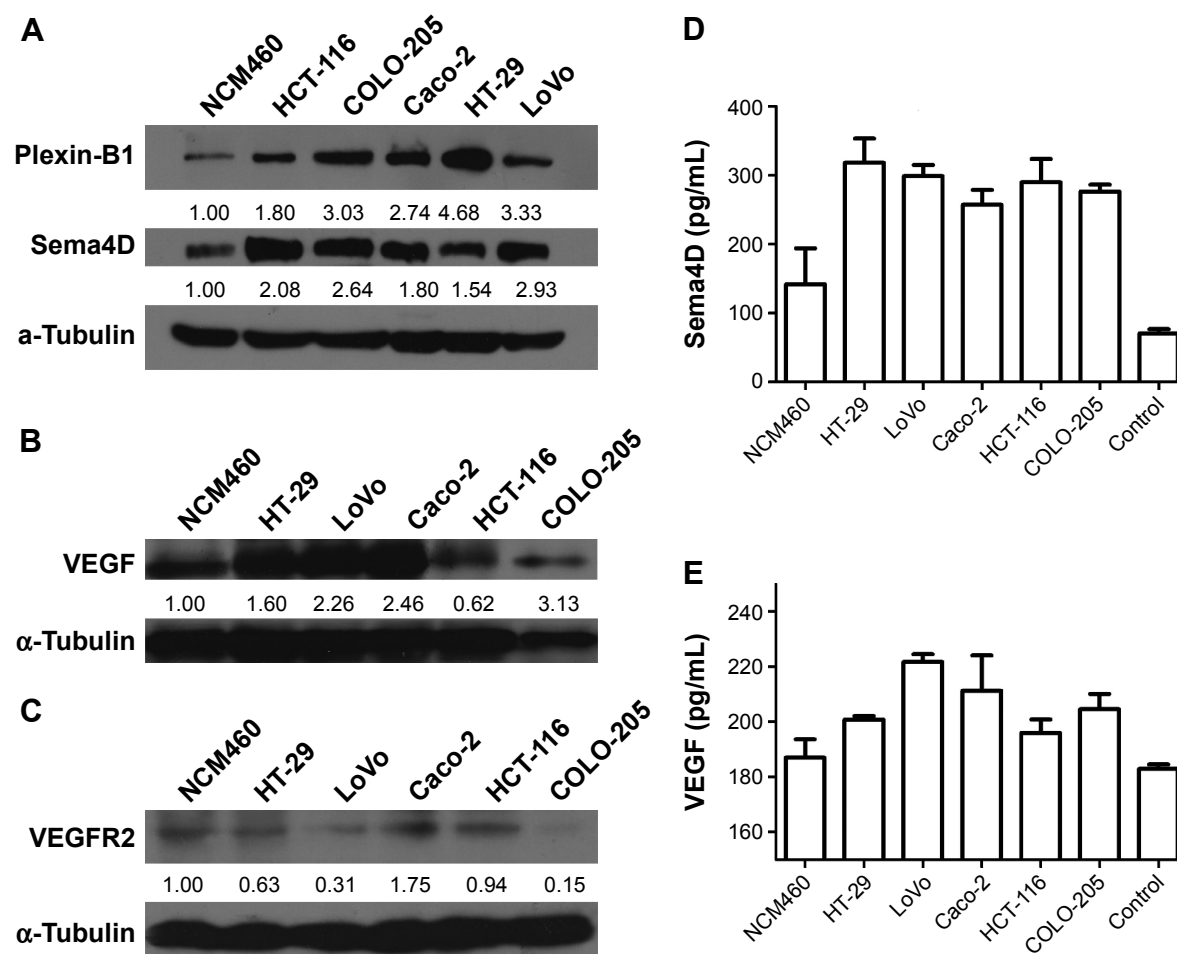 A
NCM460 HCT-116 COLO-205 Caco-2 HT-29 LoVo
Plexin-B1
1.00 1.80 3.03 2.74 4.68 3.33
Sema4D
1.00 2.08 2.64 1.80 1.54 2.93
a-Tubulin
B
NCM460 HT-29 LoVo Caco-2 HCT-116 COLO-205
VEGF
1.00 1.60 2.26 2.46 0.62 3.13
α-Tubulin
C
NCM460 HT-29 LoVo Caco-2 HCT-116 COLO-205
VEGFR2
1.00 0.63 0.31 1.75 0.94 0.15
α-Tubulin
D
Sema4D (pg/mL)
400
300
200
100
0
NCM460 HT-29 LoVo Caco-2 HCT-116 COLO-205 Control
E
VEGF (pg/mL)
240
220
200
180
160
NCM460 HT-29 LoVo Caco-2 HCT-116 COLO-205 Control